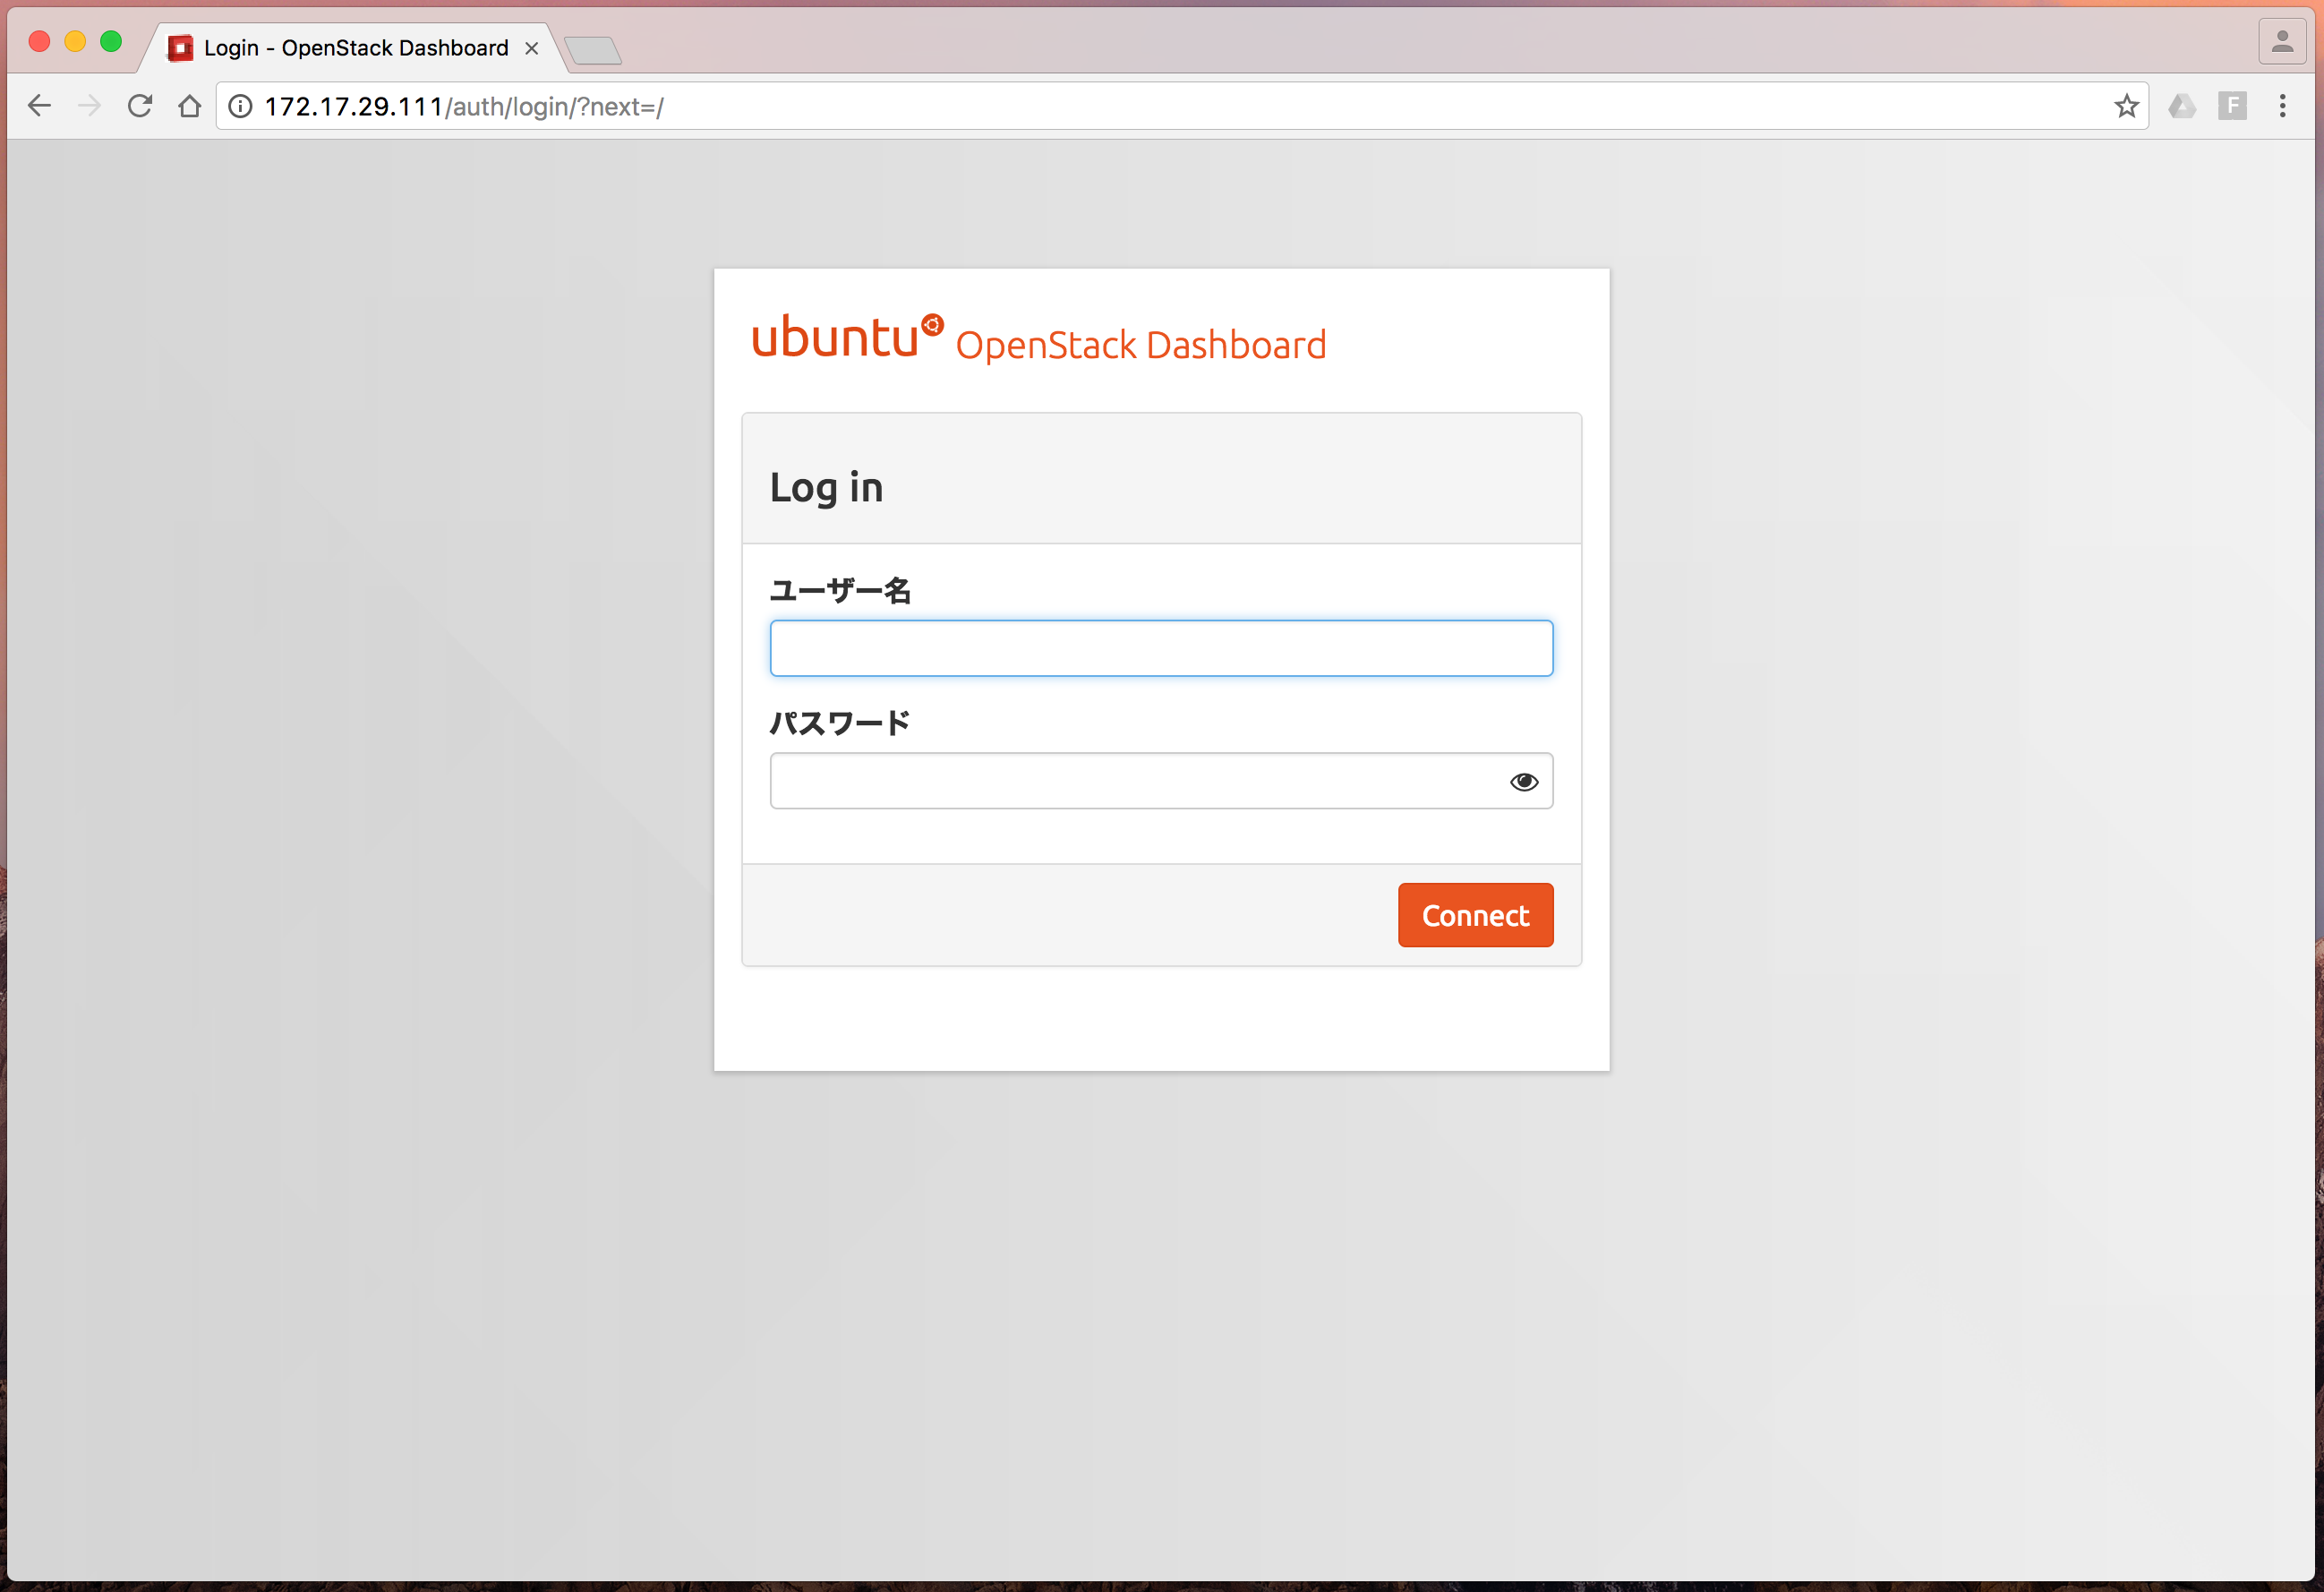 Login - OpenStack Dashboard
172.17.29.111/auth/login/?next=/
F
ubuntu OpenStack Dashboard
Log in
ユーザー名
パスワード
Connect